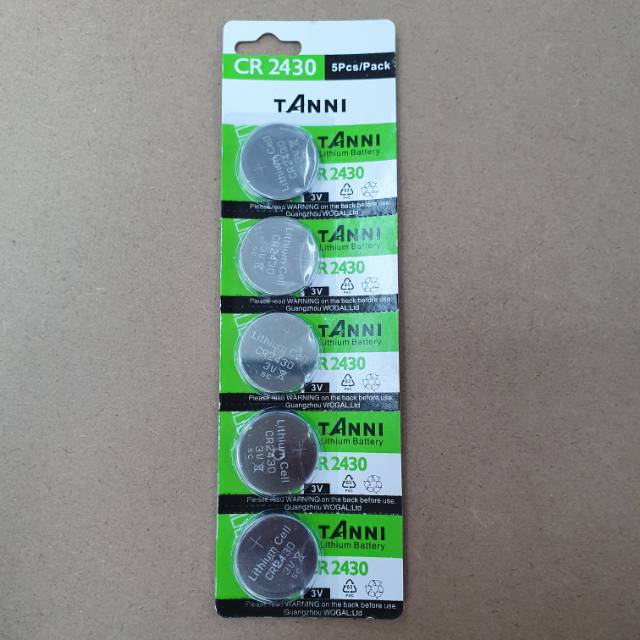 CR 2430 5Pcs/Pack
TANNI
TANNI
Lithium Battery
R 2430
3V
Please read WARNING on the back before use.
Guangzhou WOGAL;Ltd
Lithium Cell
CR2430
3V
SC
TANNI
Lithium Battery
R 2430
3V
Please read WARNING on the back before use.
Guangzhou WOGAL;Ltd
Lithium Cell
CR2430
3V
SC
TANNI
Lithium Battery
R 2430
3V
Please read WARNING on the back before use.
Guangzhou WOGAL;Ltd
Lithium Cell
CR2430
3V
SC
TANNI
Lithium Battery
CR 2430
3V
Please read WARNING on the back before use.
Guangzhou WOGAL;Ltd
Lithium Cell
CR2430
3V
SC
TANNI
Lithium Battery
R 2430
3V
Please read WARNING on the back before use.
Lithium Cell
CR2430
3V
SC